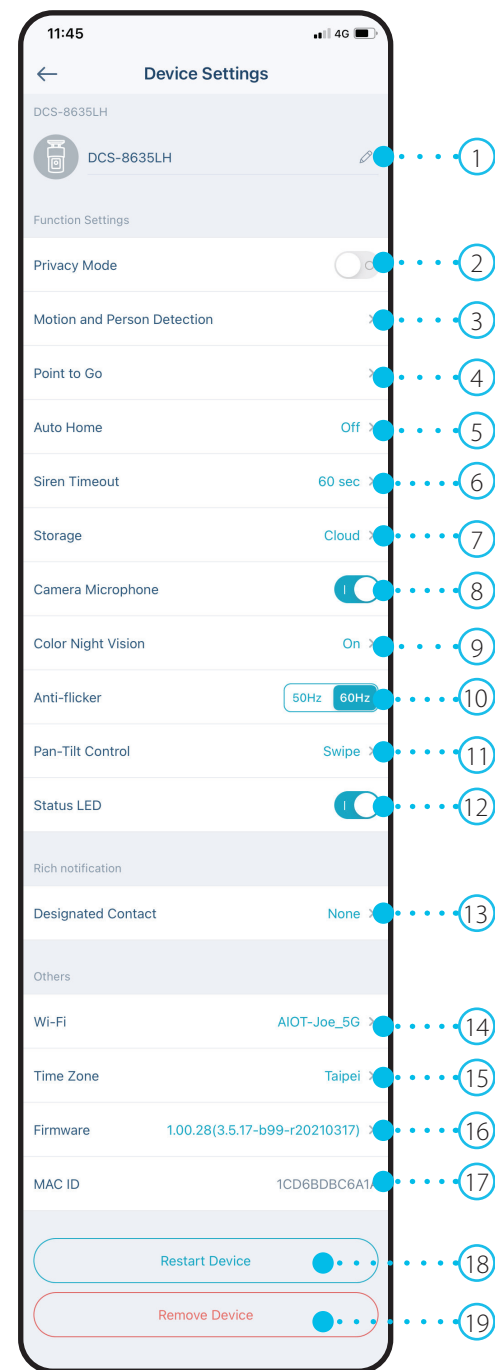 11:45 4G
Device Settings
DCS-8635LH
DCS-8635LH 1
Function Settings
Privacy Mode 2
Motion and Person Detection 3
Point to Go 4
Auto Home Off 5
Siren Timeout 60 sec 6
Storage Cloud 7
Camera Microphone 8
Color Night Vision On 9
Anti-flicker 50Hz 60Hz 10
Pan-Tilt Control Swipe 11
Status LED 12
Rich notification
Designated Contact None 13
Others
Wi-Fi AIOT-Joe_5G 14
Time Zone Taipei 15
Firmware 1.00.28(3.5.17-b99-r20210317) 16
MAC ID 1CD6BDBC6A1A 17
Restart Device 18
Remove Device 19